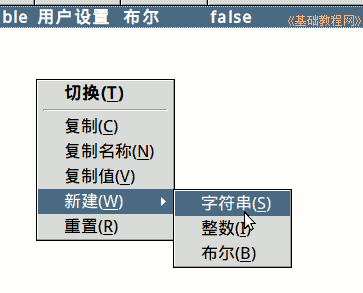 ble 用户设置 布尔 false 《基础教程网》
切换(T)
复制(C)
复制名称(N)
复制值(V)
新建(W)
重置(R)
字符串(S)
整数(I)
布尔(B)